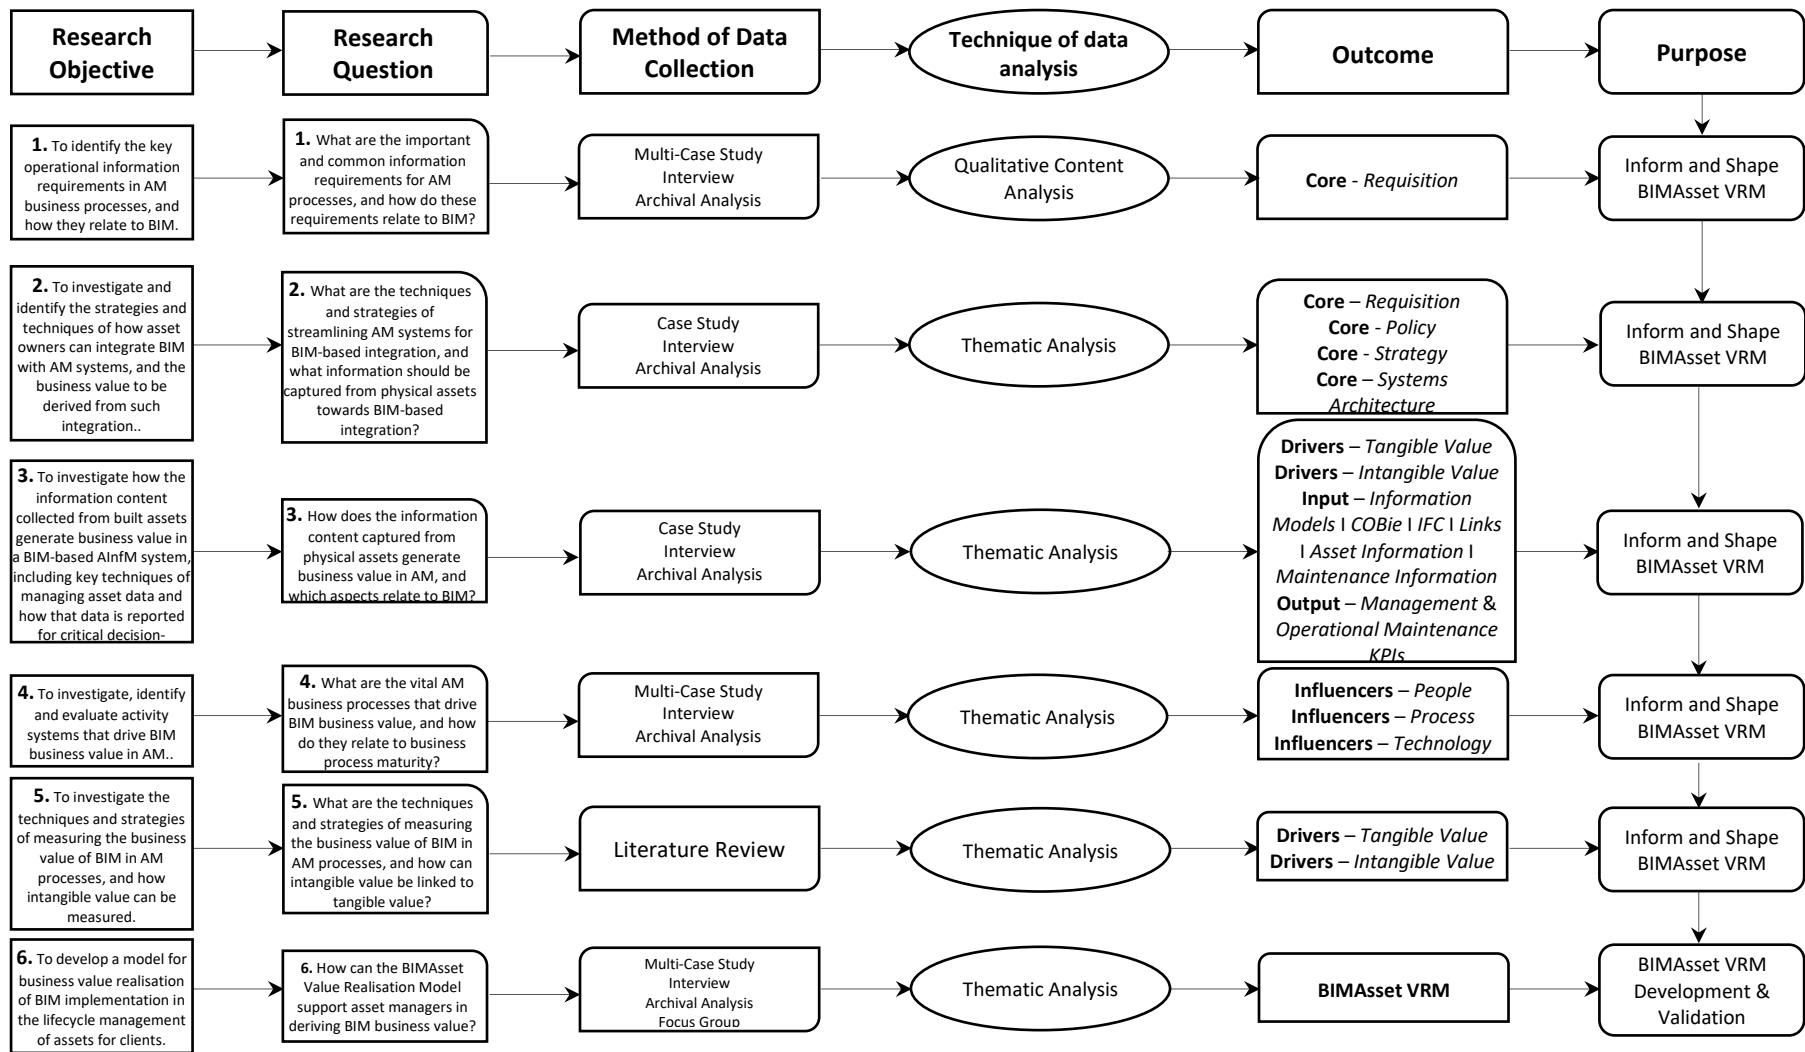 Research
Objective
Research
Question
Method of Data
Collection
Technique of data
analysis
Outcome
Purpose
1. To identify the key
operational information
requirements in AM
business processes, and
how they relate to BIM.
1. What are the important
and common information
requirements for AM
processes, and how do these
requirements relate to BIM?
Multi-Case Study
Interview
Archival Analysis
Qualitative Content
Analysis
Core - Requisition
Inform and Shape
BIMAsset VRM
2. To investigate and
identify the strategies and
techniques of how asset
owners can integrate BIM
with AM systems, and the
business value to be
derived from such
integration..
2. What are the techniques
and strategies of
streamlining AM systems for
BIM-based integration, and
what information should be
captured from physical assets
towards BIM-based
integration?
Case Study
Interview
Archival Analysis
Thematic Analysis
Core – Requisition
Core - Policy
Core - Strategy
Core – Systems
Architecture
Inform and Shape
BIMAsset VRM
3. To investigate how the
information content
collected from built assets
generate business value in
a BIM-based AInfM system,
including key techniques of
managing asset data and
how that data is reported
for critical decision-
3. How does the information
content captured from
physical assets generate
business value in AM, and
which aspects relate to BIM?
Case Study
Interview
Archival Analysis
Thematic Analysis
Drivers – Tangible Value
Drivers – Intangible Value
Input – Information
Models I COBie I IFC I Links
I Asset Information I
Maintenance Information
Output – Management &
Operational Maintenance
KPIs
Inform and Shape
BIMAsset VRM
4. To investigate, identify
and evaluate activity
systems that drive BIM
business value in AM..
4. What are the vital AM
business processes that drive
BIM business value, and how
do they relate to business
process maturity?
Multi-Case Study
Interview
Archival Analysis
Thematic Analysis
Influencers – People
Influencers – Process
Influencers – Technology
Inform and Shape
BIMAsset VRM
5. To investigate the
techniques and strategies
of measuring the business
value of BIM in AM
processes, and how
intangible value can be
measured.
5. What are the techniques
and strategies of measuring
the business value of BIM in
AM processes, and how can
intangible value be linked to
tangible value?
Literature Review
Thematic Analysis
Drivers – Tangible Value
Drivers – Intangible Value
Inform and Shape
BIMAsset VRM
6. To develop a model for
business value realisation
of BIM implementation in
the lifecycle management
of assets for clients.
6. How can the BIMAsset
Value Realisation Model
support asset managers in
deriving BIM business value?
Multi-Case Study
Interview
Archival Analysis
Focus Group
Thematic Analysis
BIMAsset VRM
BIMAsset VRM
Development &
Validation